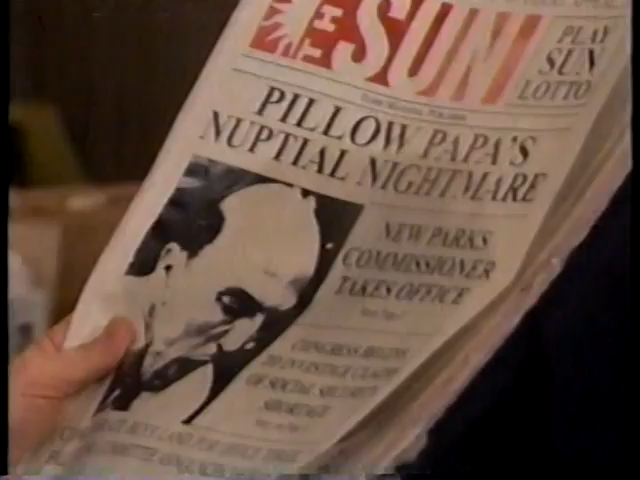 THE SUN
PLAY
SUN
LOTTO
PILLOW PAPA'S
NUPTIAL NIGHTMARE
NEW PARKS
COMMISSIONER
TAKES OFFICE
CONGRESS BEGINS
TO INVESTIGATE CLAIMS
OF SOCIAL SECURITY
SHORTAGE